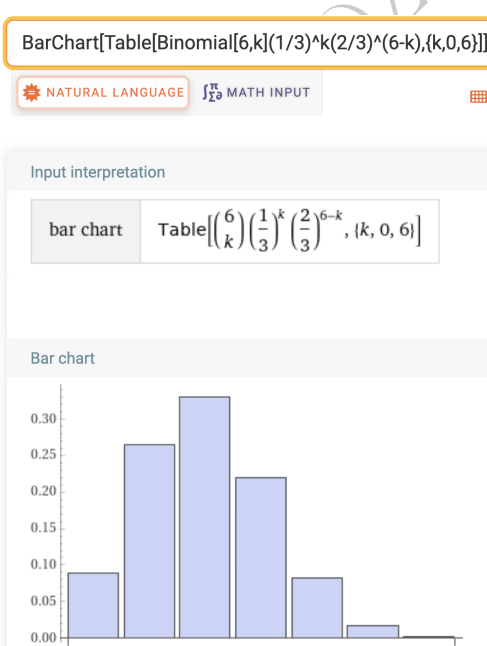 BarChart[Table[Binomial[6,k](1/3)^k(2/3)^(6-k),{k,0,6}]]
NATURAL LANGUAGE
∫π Σ∂ MATH INPUT
Input interpretation
bar chart
Table[(6 k) (1/3)^k (2/3)^(6−k), {k, 0, 6}]
Bar chart
0.30
0.25
0.20
0.15
0.10
0.05
0.00